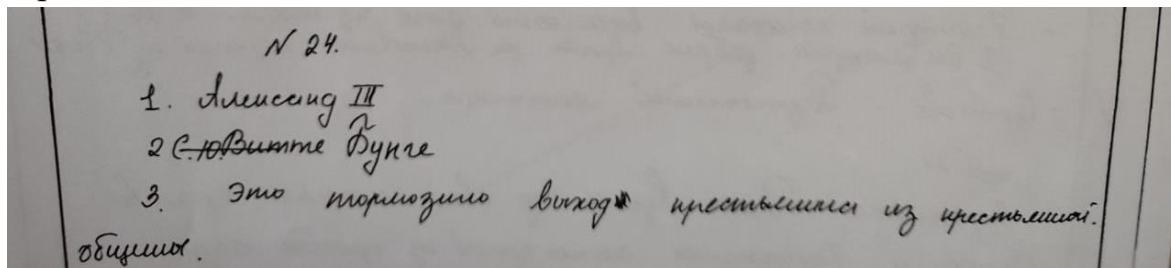 N 24.
1. Александ III
2 С.Ю.Витте Бунге
3. Это тормозило выход крестьянина из крестьянской.
общины.